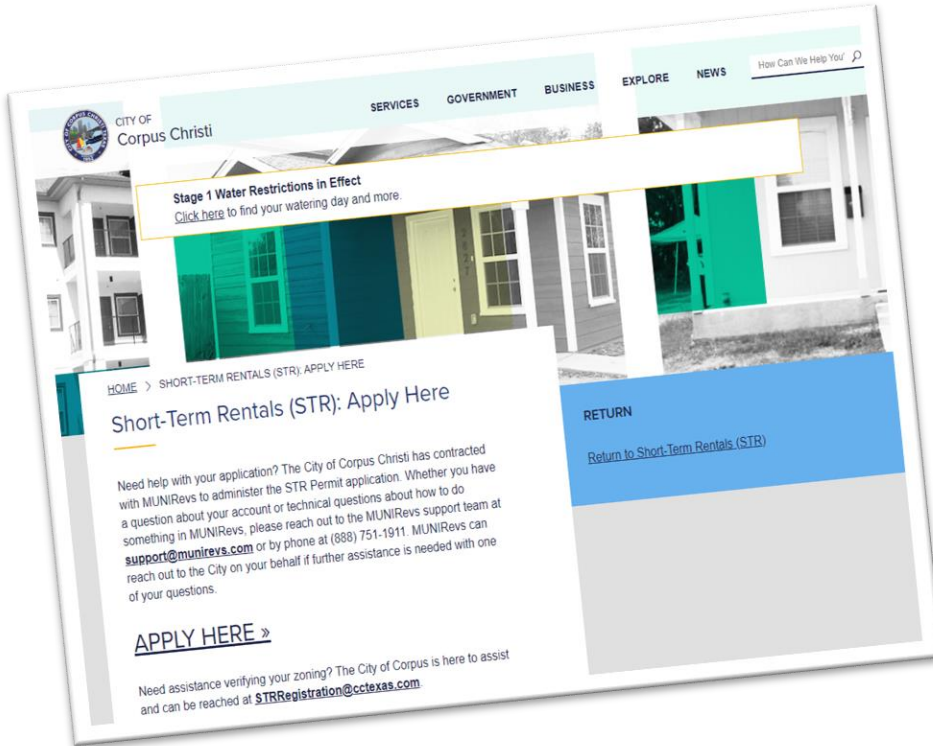 CITY OF
Corpus Christi
SERVICES
GOVERNMENT
BUSINESS
EXPLORE
NEWS
How Can We Help You'
Stage 1 Water Restrictions in Effect
Click here to find your watering day and more.
HOME > SHORT-TERM RENTALS (STR): APPLY HERE
Short-Term Rentals (STR): Apply Here
Need help with your application? The City of Corpus Christi has contracted
with MUNIRevs to administer the STR Permit application. Whether you have
a question about your account or technical questions about how to do
something in MUNIRevs, please reach out to the MUNIRevs support team at
support@munirevs.com or by phone at (888) 751-1911. MUNIRevs can
reach out to the City on your behalf if further assistance is needed with one
of your questions.
APPLY HERE »
Need assistance verifying your zoning? The City of Corpus is here to assist
and can be reached at STRRegistration@cctexas.com.
RETURN
Return to Short-Term Rentals (STR)